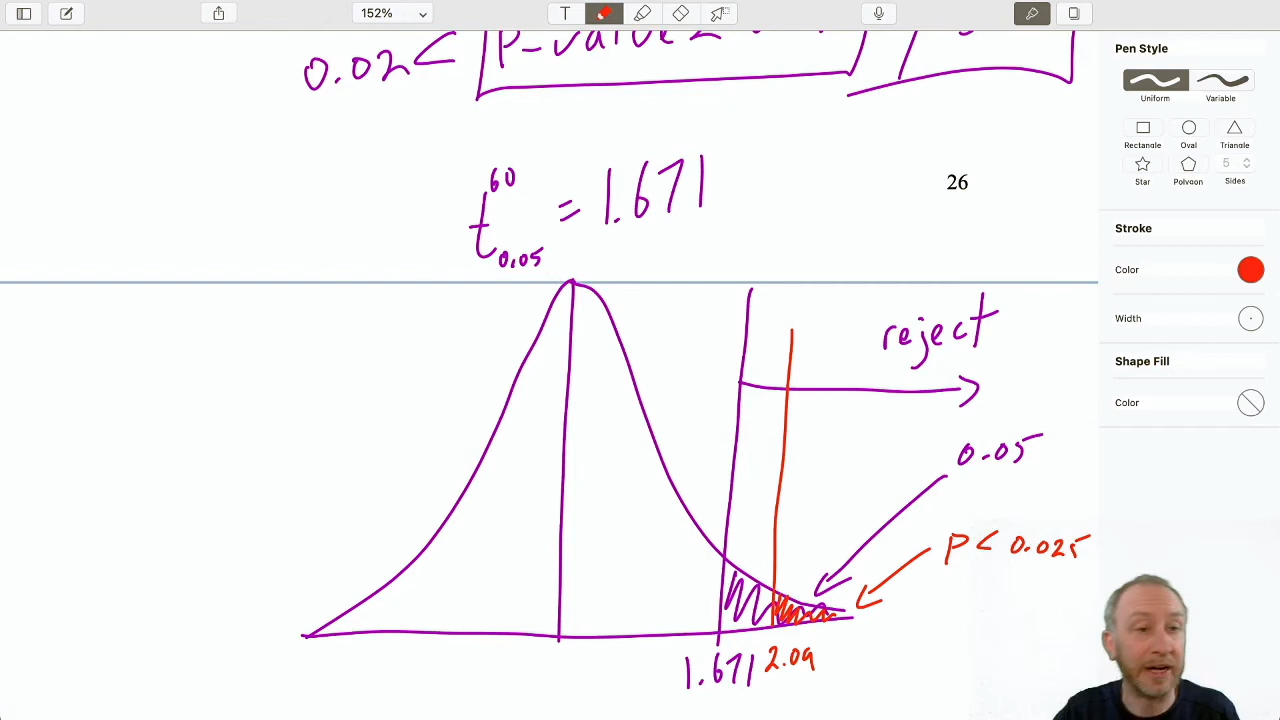 152%
T
0.02 < P-value <
t 60 0.05 = 1.671
26
reject
0.05
P < 0.025
1.671
2.09
Pen Style
Uniform
Variable
Rectangle
Oval
Triangle
Star
Polygon
5
Sides
Stroke
Color
Width
Shape Fill
Color